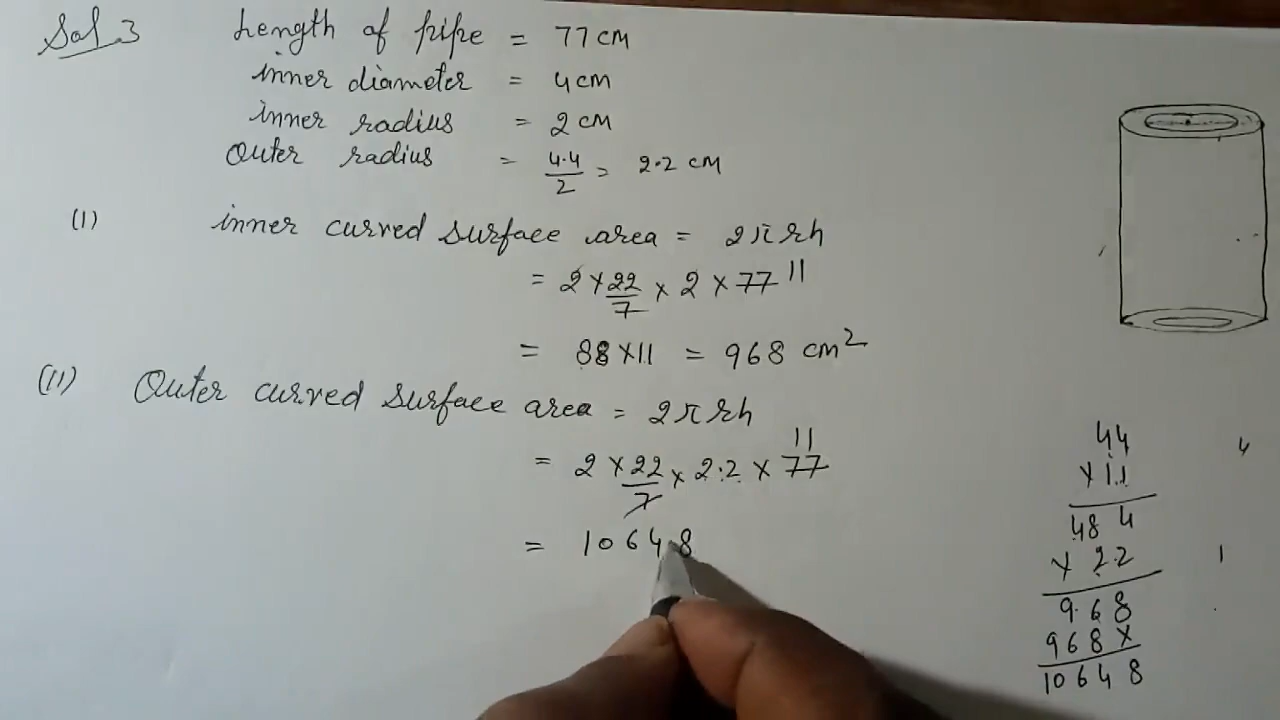 Sol 3 Length of pipe = 77 cm
inner diameter = 4 cm
inner radius = 2 cm
Outer radius = 4.4/2 = 2.2 cm
(I) inner curved surface area = 2πrh
= 2 × 22/7 × 2 × 77 11
= 88 × 11 = 968 cm²
(II) Outer curved surface area = 2πrh
= 2 × 22/7 × 2.2 × 77 11
= 10648
44
× 11
484
× 22
968
968×
10648
4
1